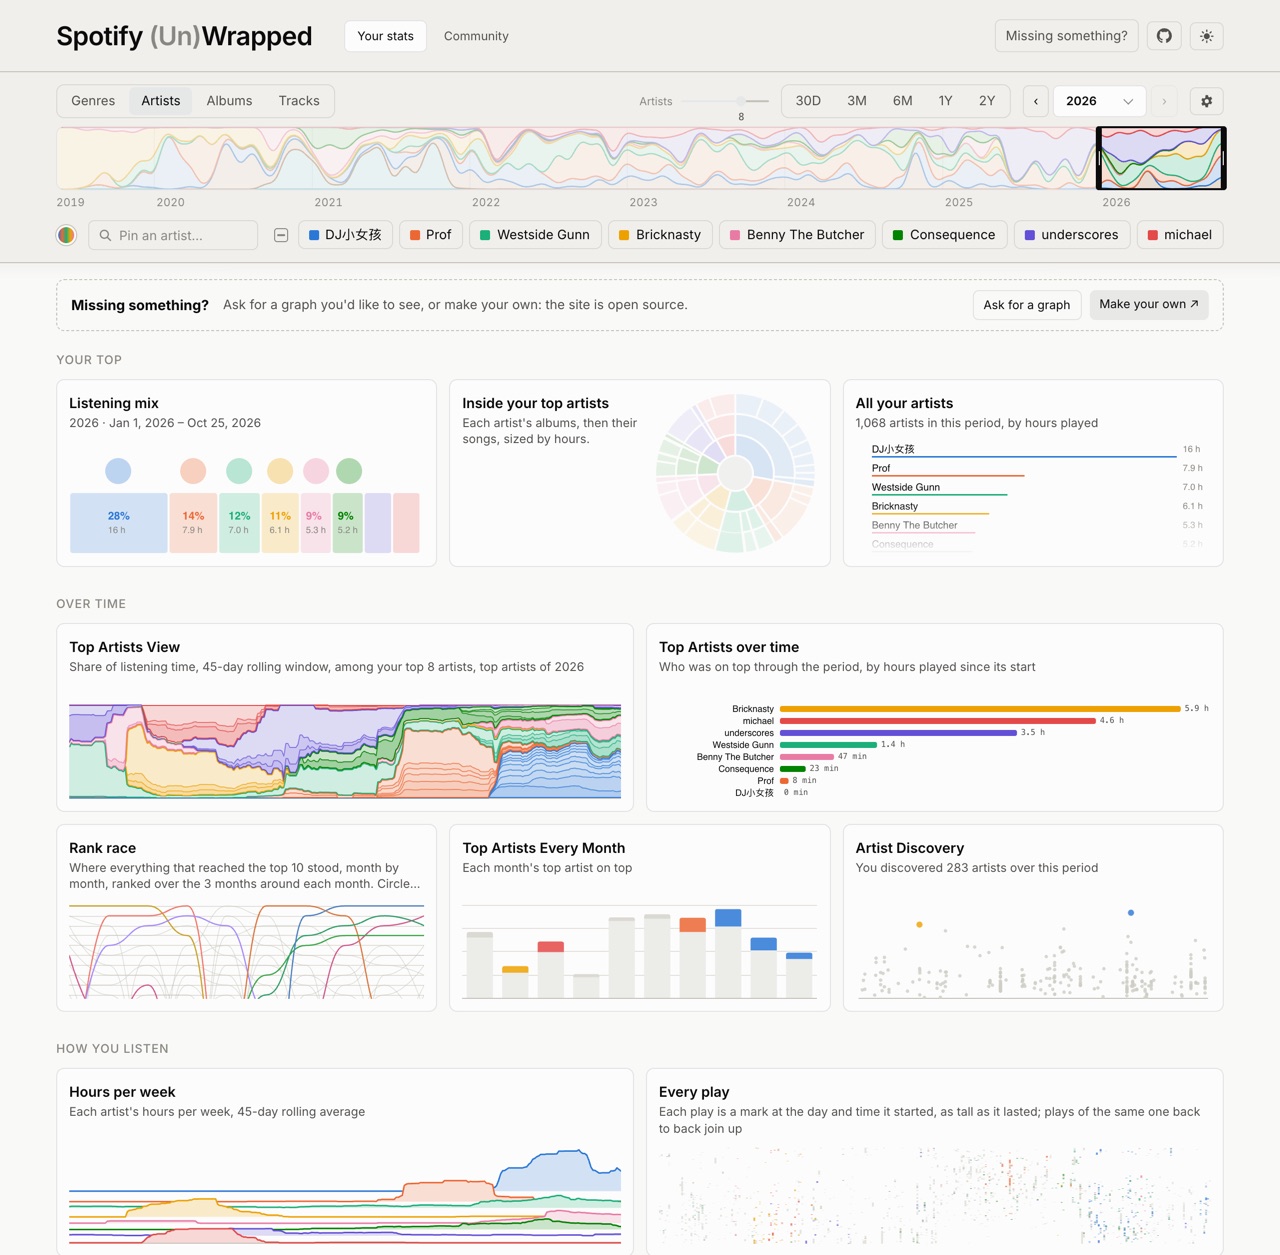 Spotify (Un)Wrapped
Your stats
Community
Missing something?
Genres
Artists
Albums
Tracks
Artists
8
30D
3M
6M
1Y
2Y
2026
2019
2020
2021
2022
2023
2024
2025
2026
Pin an artist...
DJ小女孩
Prof
Westside Gunn
Bricknasty
Benny The Butcher
Consequence
underscores
michael
Missing something?
Ask for a graph you'd like to see, or make your own: the site is open source.
Ask for a graph
Make your own ↗
YOUR TOP
Listening mix
2026 · Jan 1, 2026 – Oct 25, 2026
28%
16 h
14%
7.9 h
12%
7.0 h
11%
6.1 h
9%
5.3 h
9%
5.2 h
Inside your top artists
Each artist's albums, then their
songs, sized by hours.
All your artists
1,068 artists in this period, by hours played
DJ小女孩 16 h
Prof 7.9 h
Westside Gunn 7.0 h
Bricknasty 6.1 h
Benny The Butcher 5.3 h
Consequence 5.2 h
OVER TIME
Top Artists View
Share of listening time, 45-day rolling window, among your top 8 artists, top artists of 2026
Top Artists over time
Who was on top through the period, by hours played since its start
Bricknasty 5.9 h
michael 4.6 h
underscores 3.5 h
Westside Gunn 1.4 h
Benny The Butcher 47 min
Consequence 23 min
Prof 8 min
DJ小女孩 0 min
Rank race
Where everything that reached the top 10 stood, month by
month, ranked over the 3 months around each month. Circle...
Top Artists Every Month
Each month's top artist on top
Artist Discovery
You discovered 283 artists over this period
HOW YOU LISTEN
Hours per week
Each artist's hours per week, 45-day rolling average
Every play
Each play is a mark at the day and time it started, as tall as it lasted; plays of the same one back
to back join up